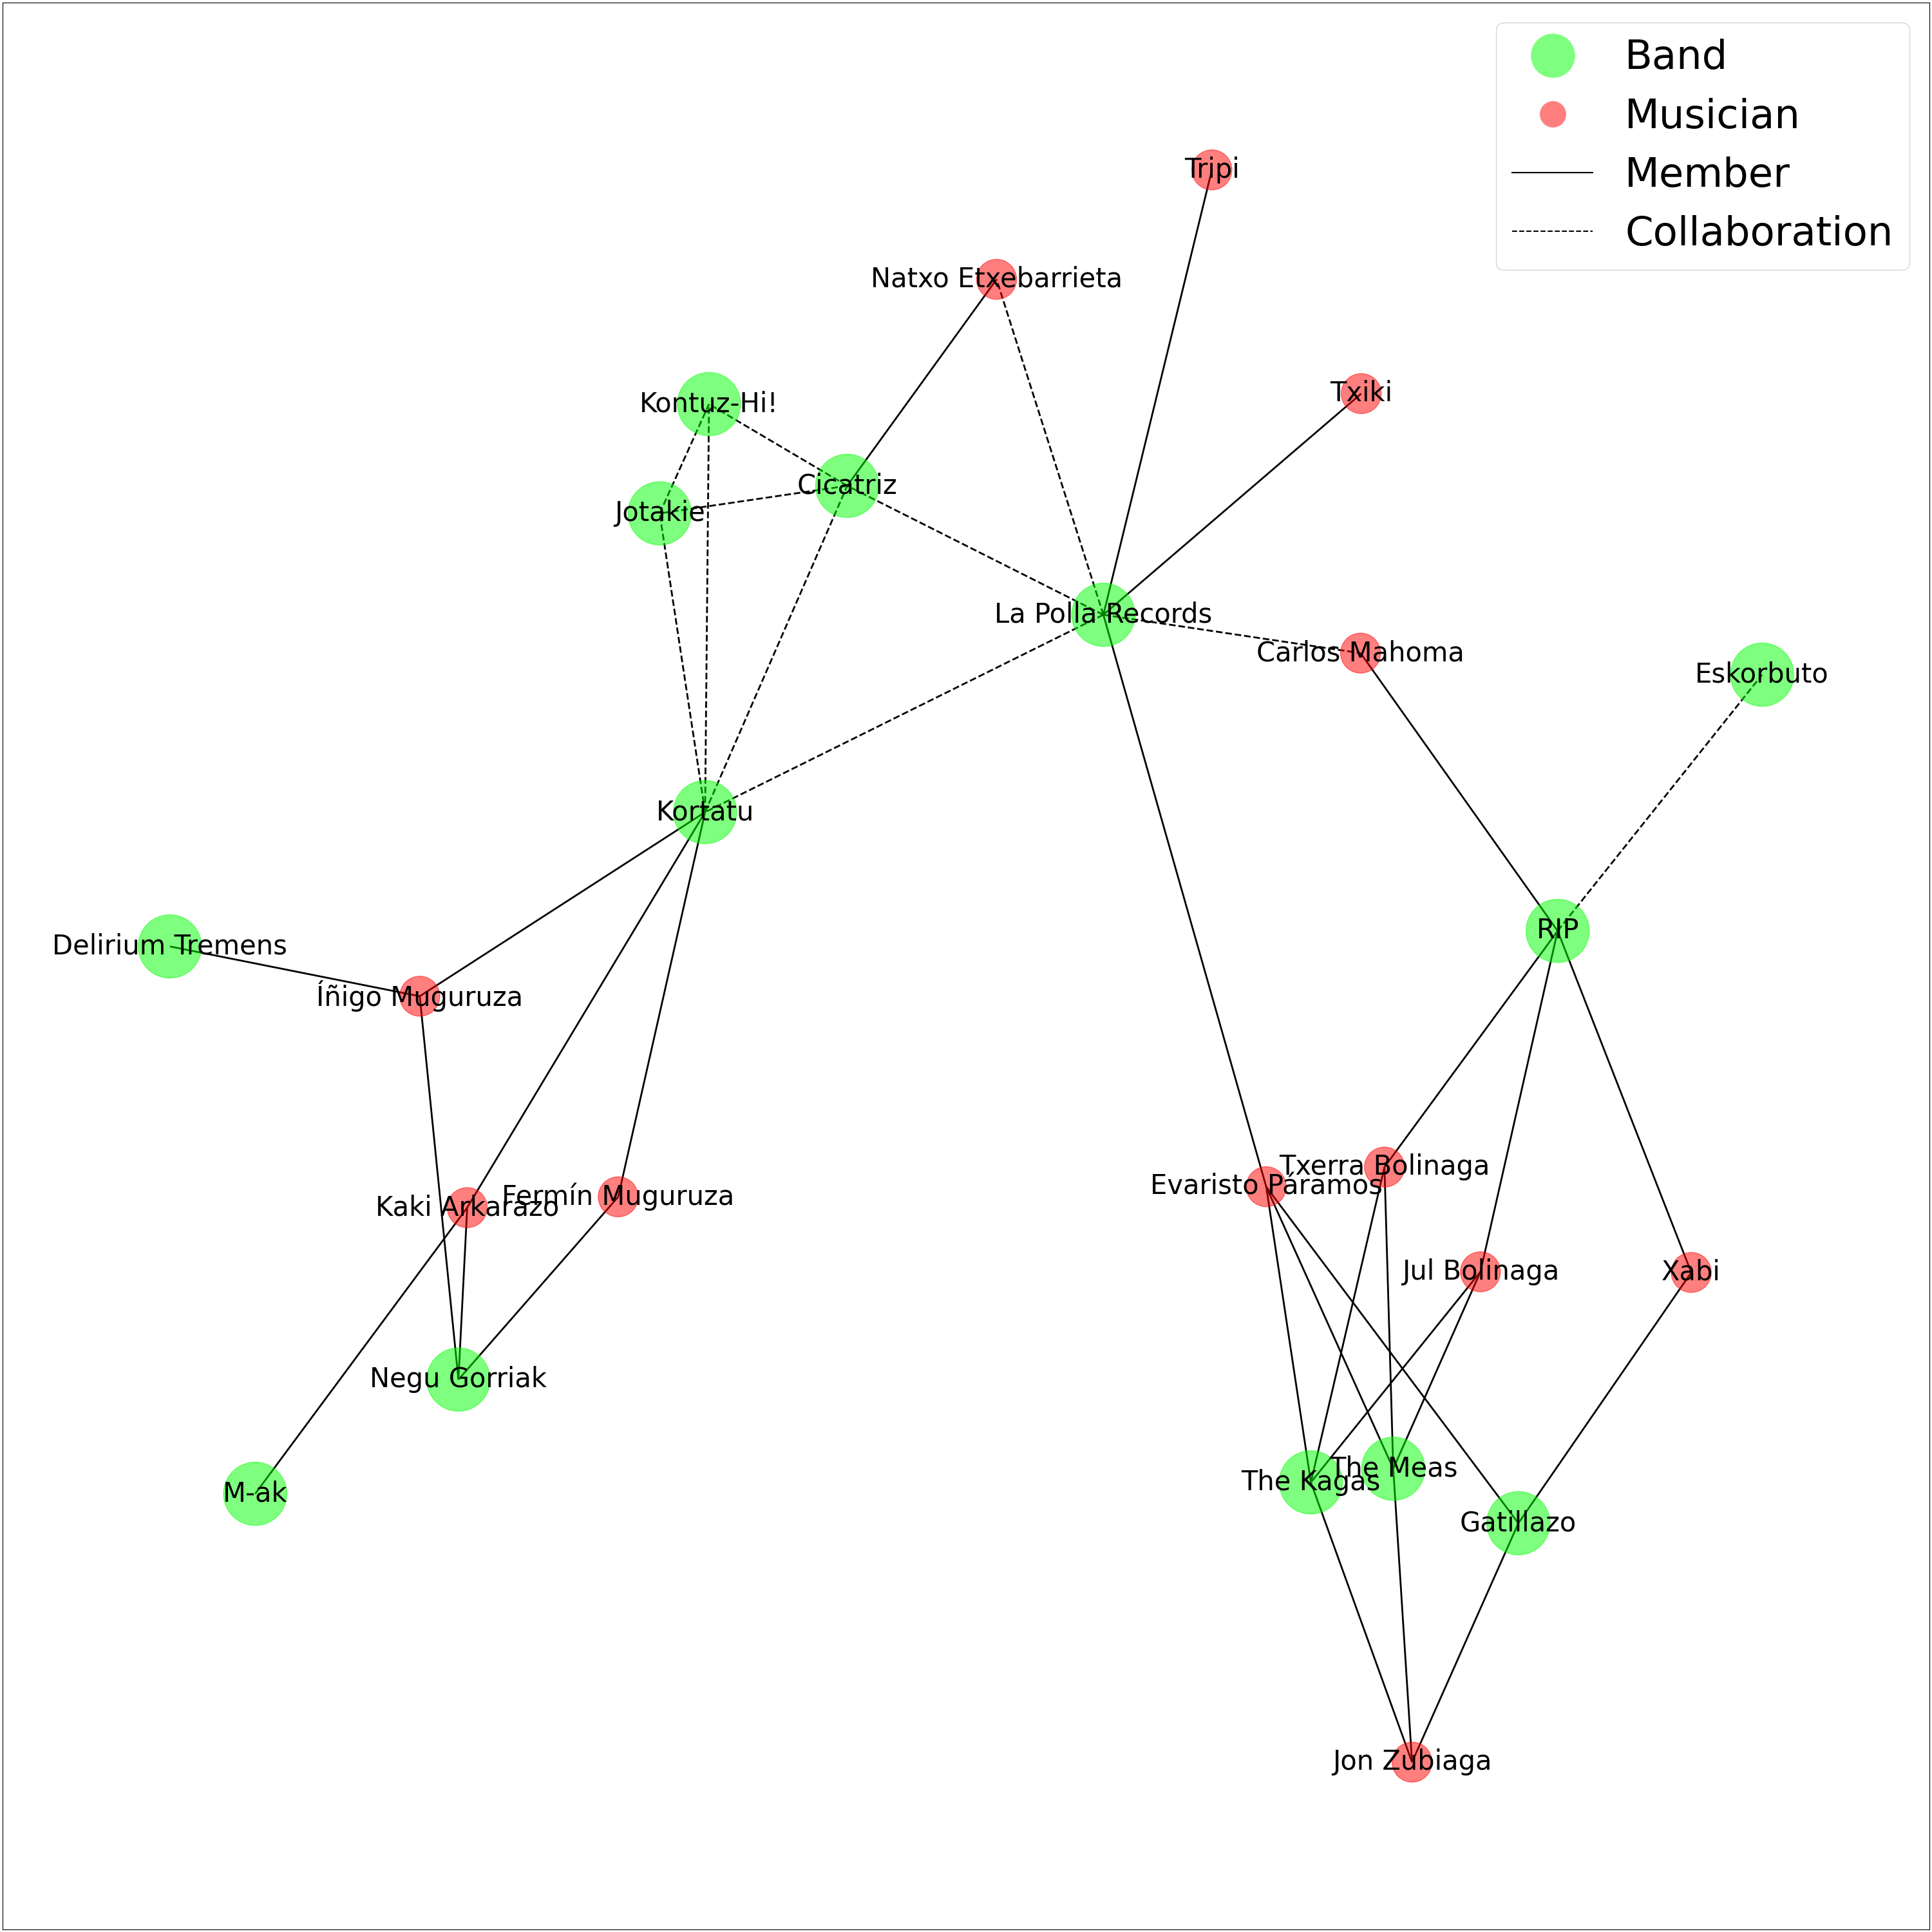 Band
Musician
Member
Collaboration
Tripi
Natxo Etxebarrieta
Txiki
Kontuz-Hi!
Cicatriz
Jotakie
La Polla Records
Carlos Mahoma
Eskorbuto
Kortatu
RIP
Delirium Tremens
Íñigo Muguruza
Txerra Bolinaga
Evaristo Páramos
Fermín Muguruza
Kaki Arkarazo
Jul Bolinaga
Xabi
Negu Gorriak
The Meas
The Kagas
M-ak
Gatillazo
Jon Zubiaga